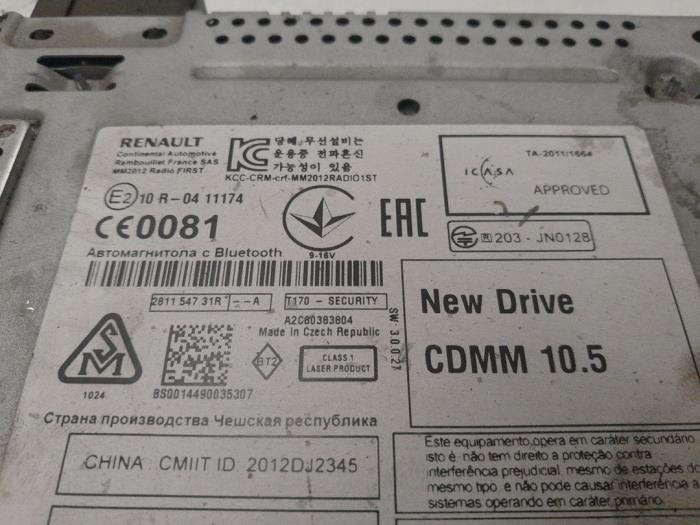 RENAULT
Continental Automotive
Rambouillet France SAS
MM2012 Radio FIRST
당해 무선설비는
운용중 전파혼신
가능성이 있음
KCC-CRM-crf-MM2012RADIO1ST
TA-2011/1664
ICASA
APPROVED
E2 10 R-04 11174
CE0081
9-16V
EAC
203 - JN0128
Автомагнитола с Bluetooth
2811 547 31R - -A
T170 - SECURITY
A2C80383804
Made in Czech Republic
SW 3.0.0.27
New Drive
CDMM 10.5
SM
1024
BS0014490035307
BT2
CLASS 1
LASER PRODUCT
Страна производства Чешская республика
CHINA : CMIIT ID: 2012DJ2345
Este equipamento opera em caráter secundário
isto é não tem direito a proteção contra
interferência prejudicial mesmo de estações do
mesmo tipo e não pode causar interferência a
sistemas operando em caráter primário.